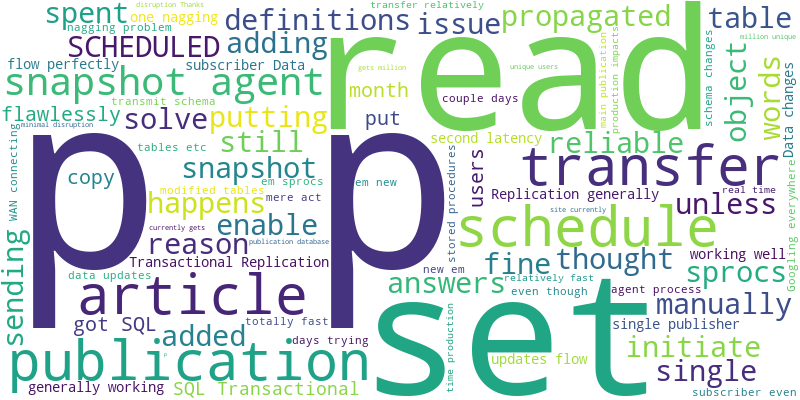 disruption Thanks
transfer relatively
spent
one nagging
definitions
issue
propagated
table
nagging problem
SCHEDULED
adding
read
flow perfectly
subscriber Data
gets million
unique users
main publication
production impacts
schema changes
million unique
snapshot agent
month
couple days
object
words
Data changes
transmit schema
flawlessly
solve
putting
put
second latency
minimal disruption
p
p
still
reliable
tables etc
snapshot
stored procedures
users
transfer
WAN connecting
copy
em sprocs
em new
modified tables
mere act
Replication generally
real time
happens
unless
currently gets
enable
site currently
schedule
Googling everywhere
reason
publication database
fine
thought
working well
Transactional Replication
sending
data updates
new em
answers
relatively fast
sprocs
article
even though
agent process
set
manually
got SQL
totally fast
time production
single publisher
added
days trying
initiate
publication
updates flow
single
generally working
SQL Transactional
subscriber even